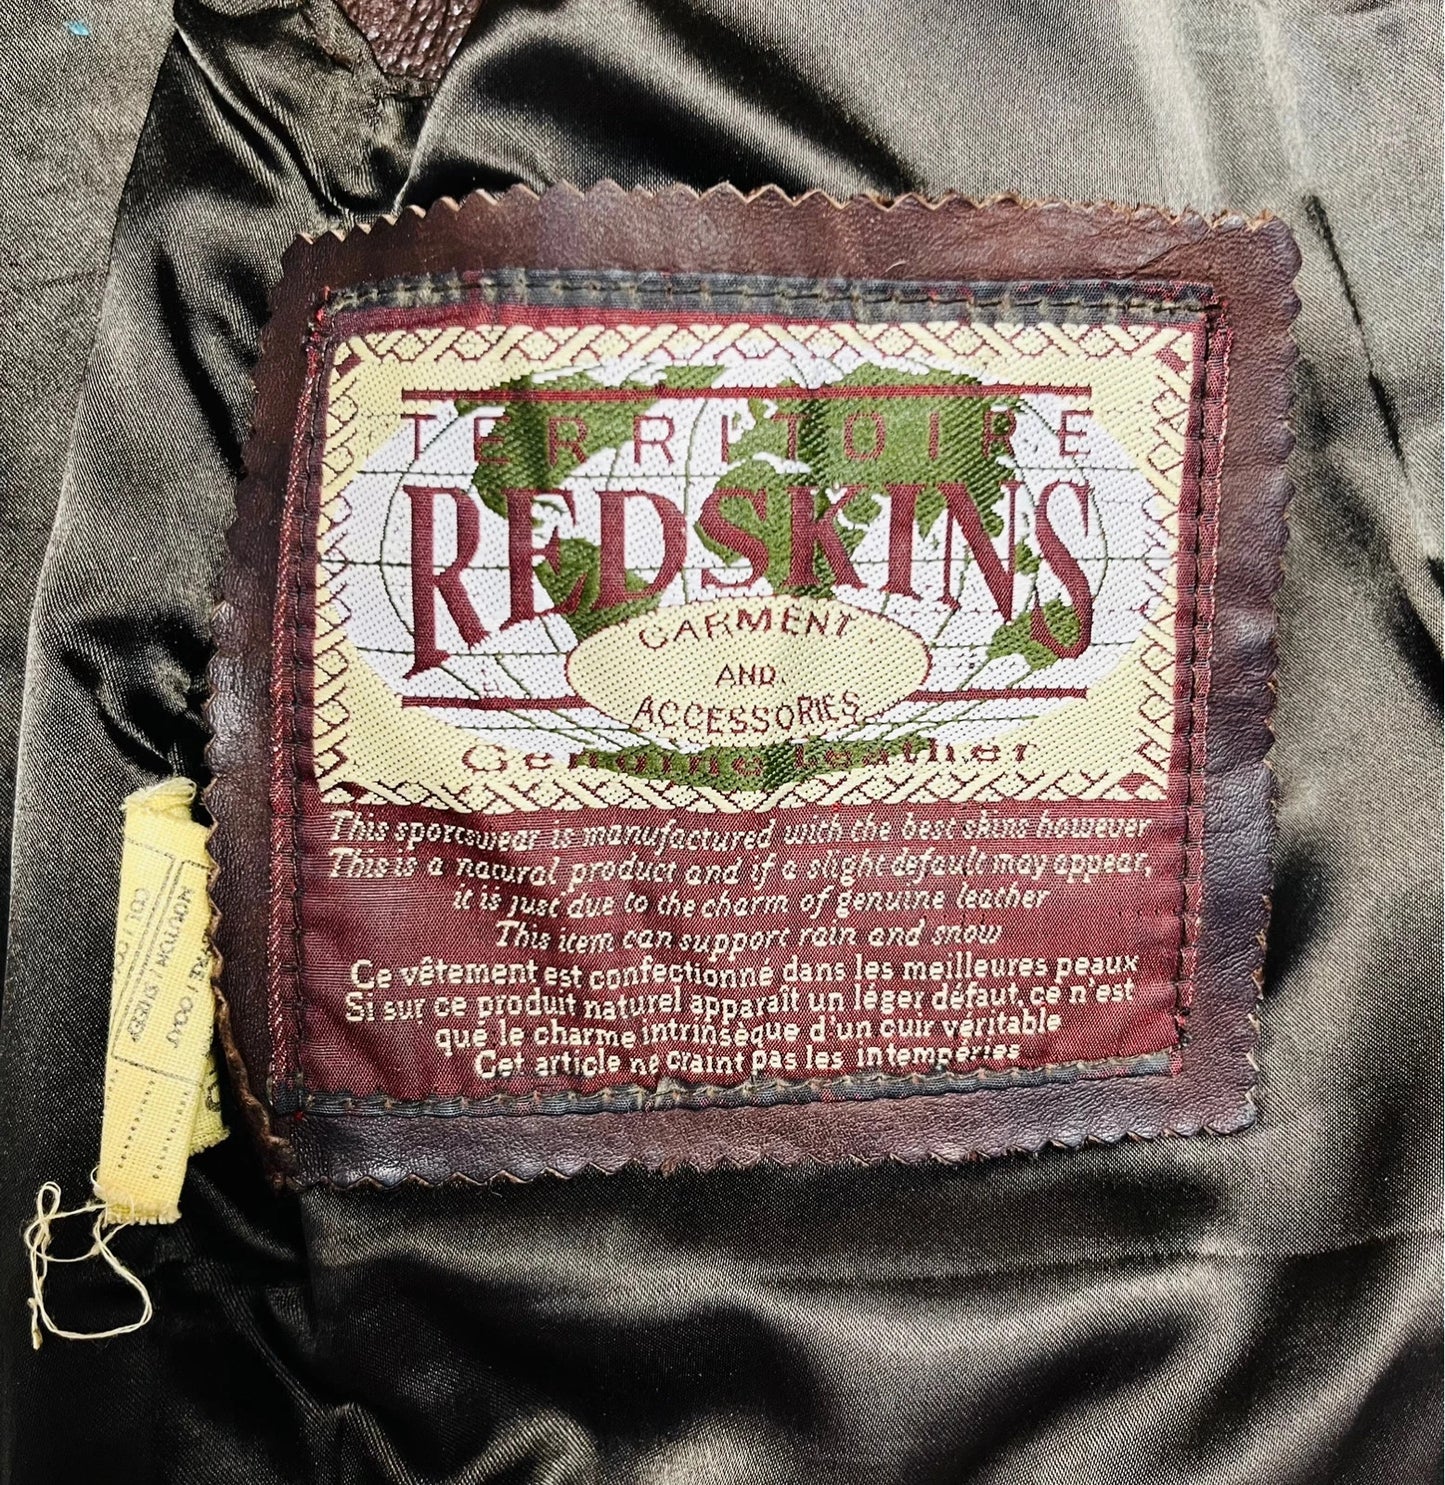 TERRITOIRE
REDSKINS
GARMENT
AND
ACCESSORIES
Genuine leather
This sportswear is manufactured with the best skins however
This is a natural product and if a slight default may appear,
it is just due to the charm of genuine leather
This item can support rain and snow
Ce vêtement est confectionné dans les meilleures peaux
Si sur ce produit naturel apparaît un léger défaut, ce n'est
que le charme intrinsèque d'un cuir véritable
Cet article ne craint pas les intempéries